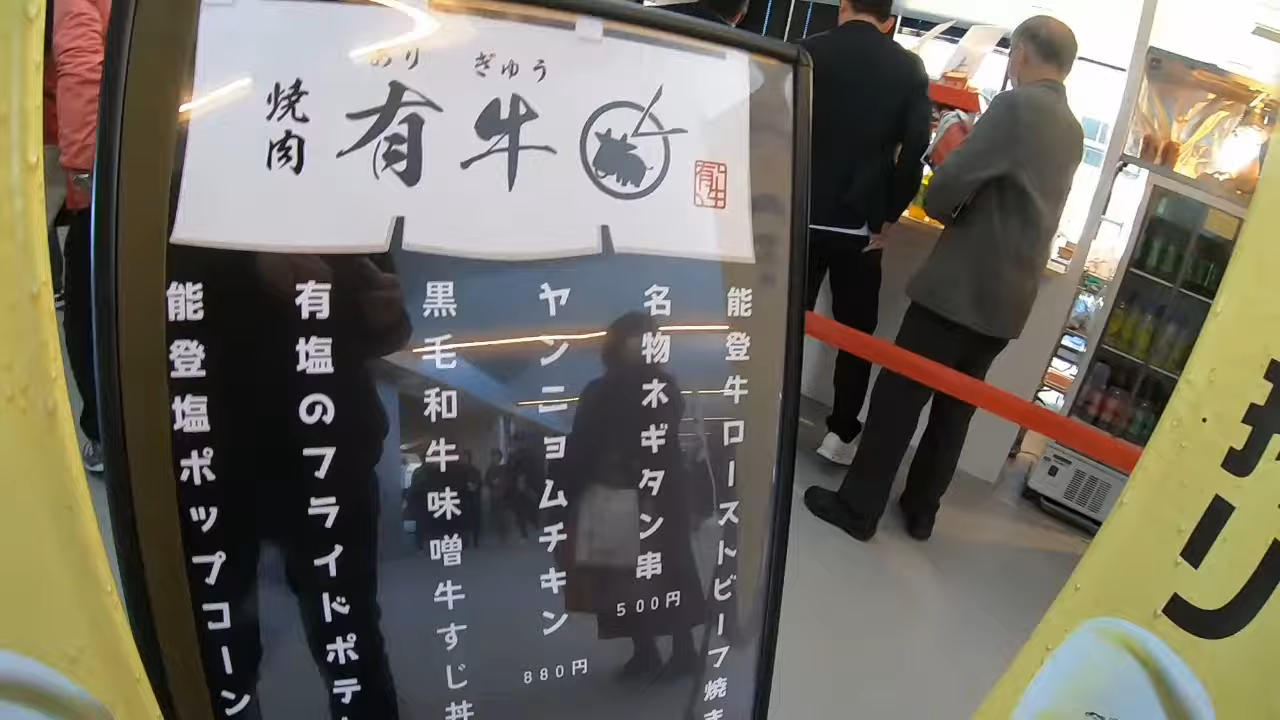 あり ぎゅう
焼肉 有牛
有牛
能登牛ローストビーフ焼き
名物ネギタン串
500円
ヤンニョムチキン
880円
黒毛和牛味噌牛すじ丼
有塩のフライドポテ
能登塩ポップコーン